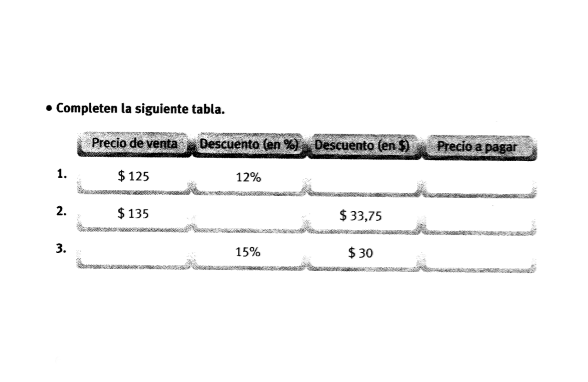 • Completen la siguiente tabla.
Precio de venta Descuento (en %) Descuento (en $) Precio a pagar
1. $ 125 12%
2. $ 135 $ 33,75
3. 15% $ 30